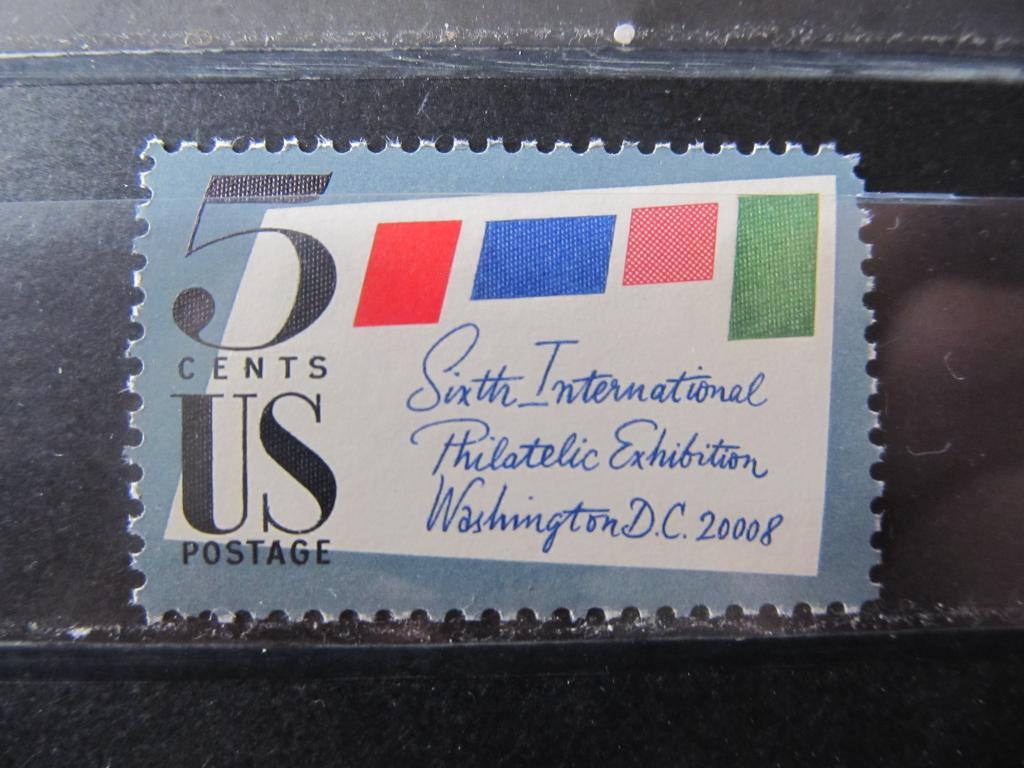 5
CENTS
US
POSTAGE
Sixth International
Philatelic Exhibition
Washington D.C. 20008